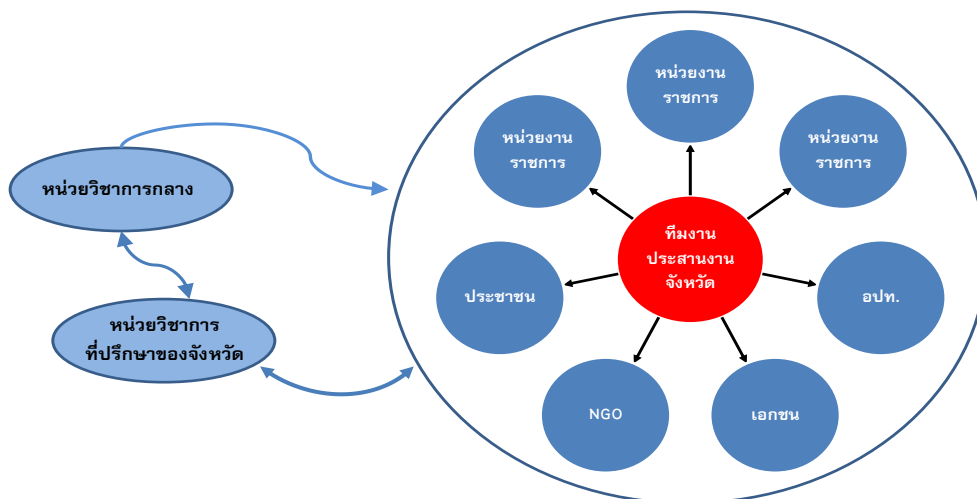 หน่วยงาน
ราชการ
หน่วยงาน
ราชการ
หน่วยงาน
ราชการ
หน่วยวิชาการกลาง
ทีมงาน
ประสานงาน
จังหวัด
ประชาชน
อปท.
หน่วยวิชาการ
ที่ปรึกษาของจังหวัด
NGO
เอกชน